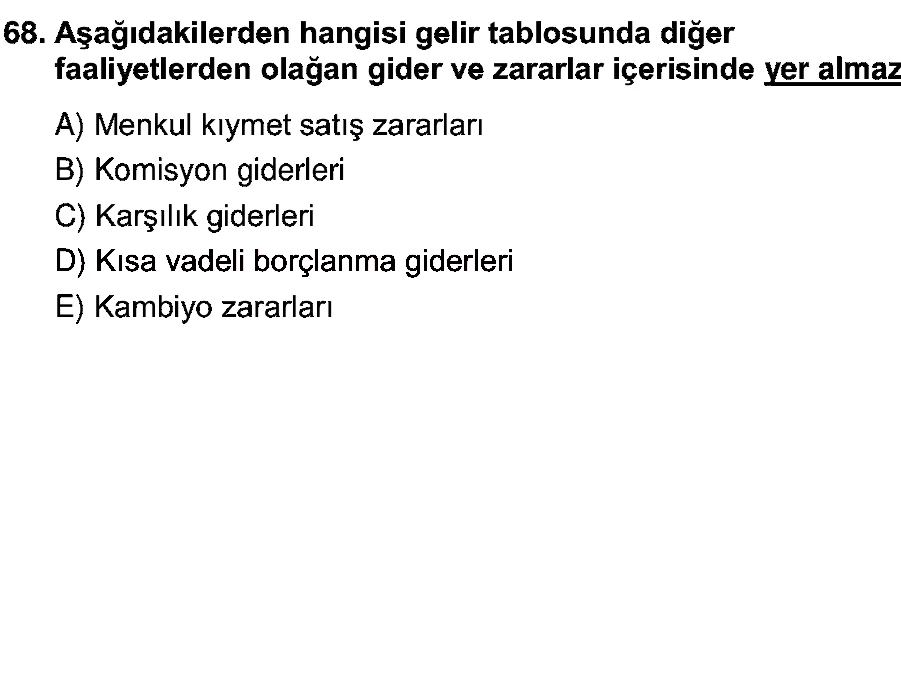 68. Aşağıdakilerden hangisi gelir tablosunda diğer
faaliyetlerden olağan gider ve zararlar içerisinde yer almaz
A) Menkul kıymet satış zararları
B) Komisyon giderleri
C) Karşılık giderleri
D) Kısa vadeli borçlanma giderleri
E) Kambiyo zararları